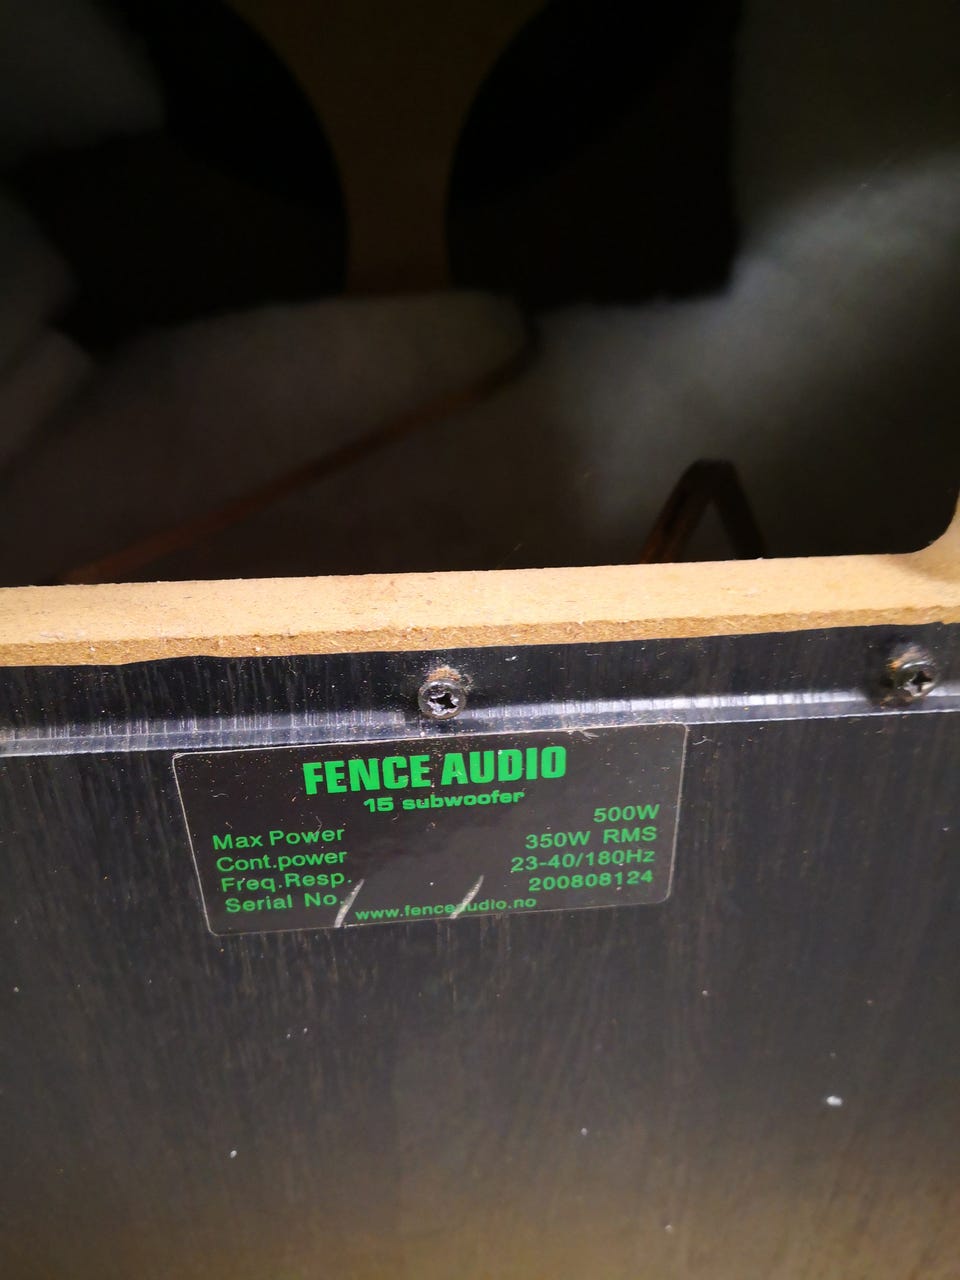 FENCE AUDIO
15 subwoofer
Max Power 500W
Cont.power 350W RMS
Freq.Resp. 23-40/180Hz
Serial No. 200808124
www.fenceaudio.no